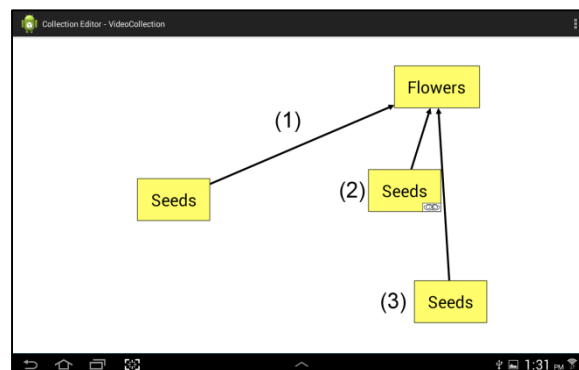 Collection Editor - VideoCollection
Flowers
(1)
Seeds
(2)
Seeds
(3)
Seeds
1:31 PM